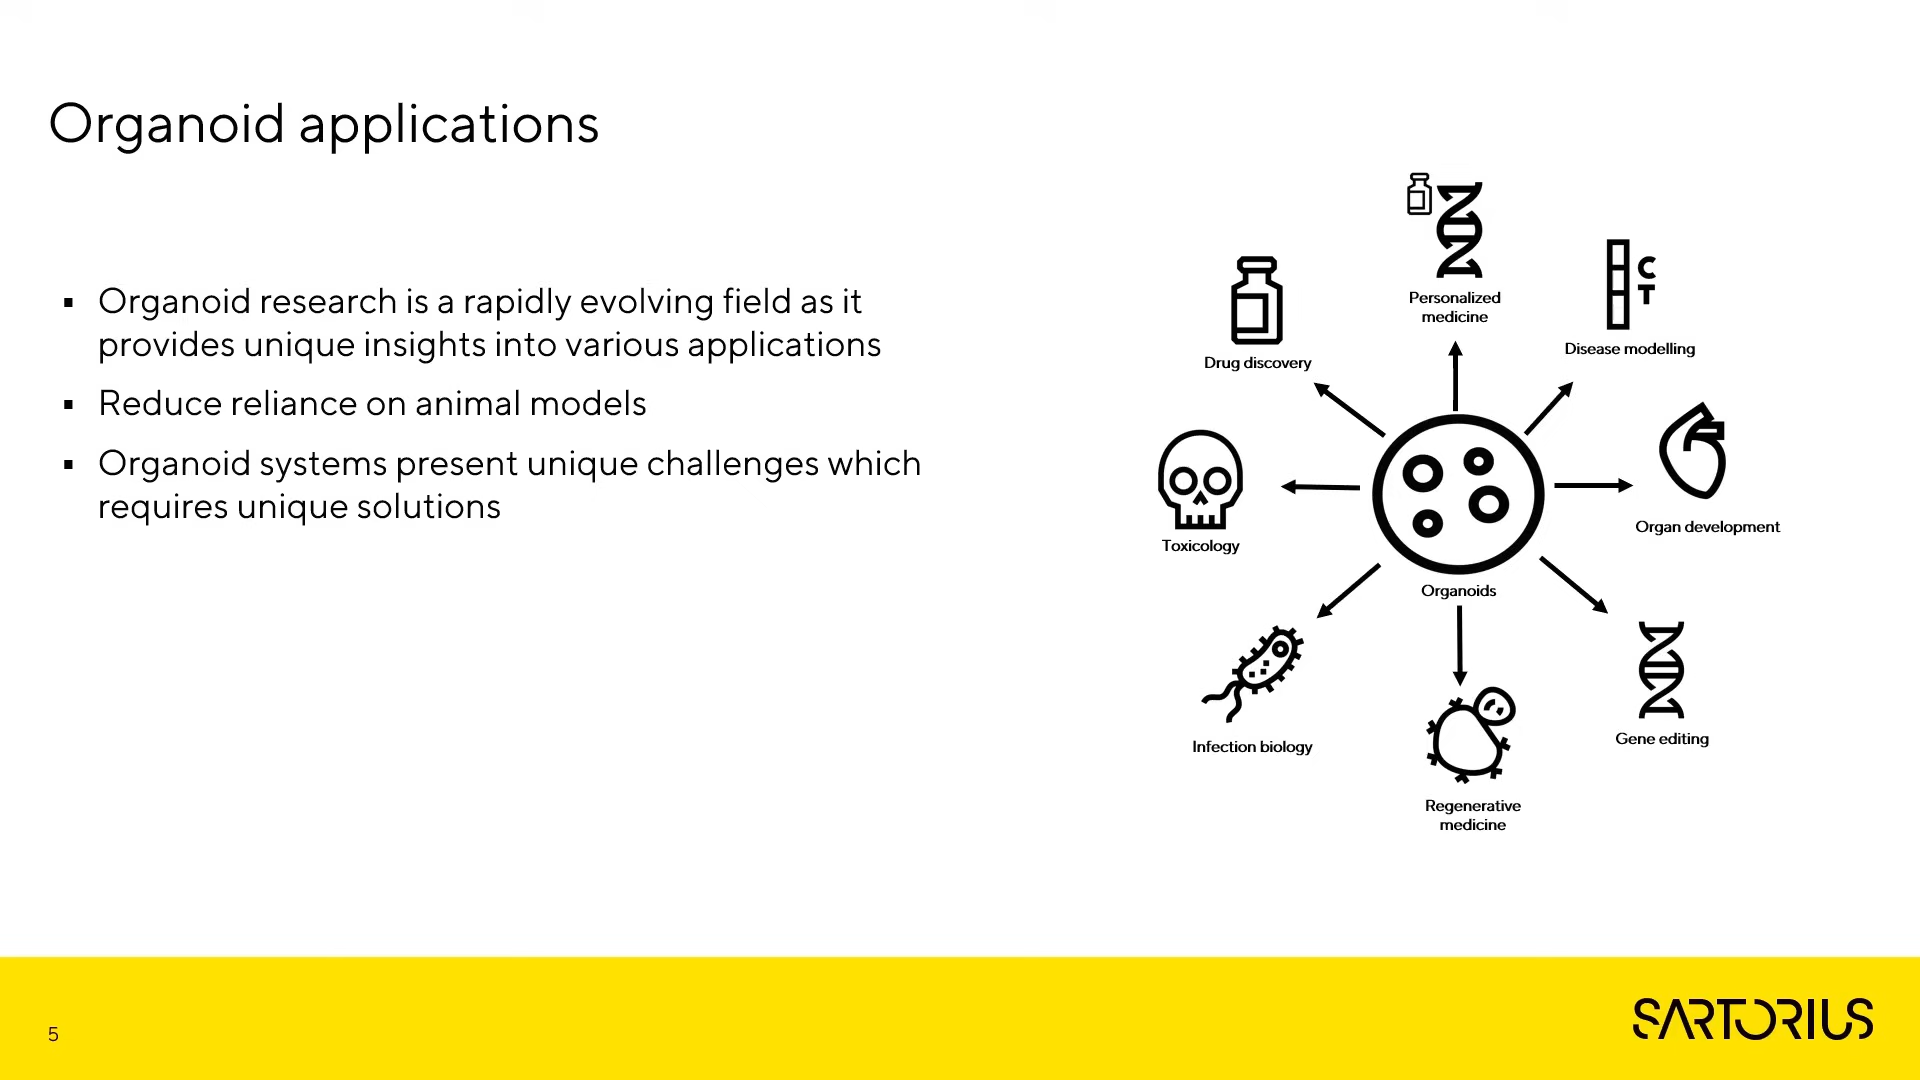 Organoid applications
▪ Organoid research is a rapidly evolving field as it
provides unique insights into various applications
▪ Reduce reliance on animal models
▪ Organoid systems present unique challenges which
requires unique solutions
Personalized
medicine
C
T
Disease modelling
Drug discovery
Organ development
Toxicology
Organoids
Gene editing
Infection biology
Regenerative
medicine
5
SARTORIUS